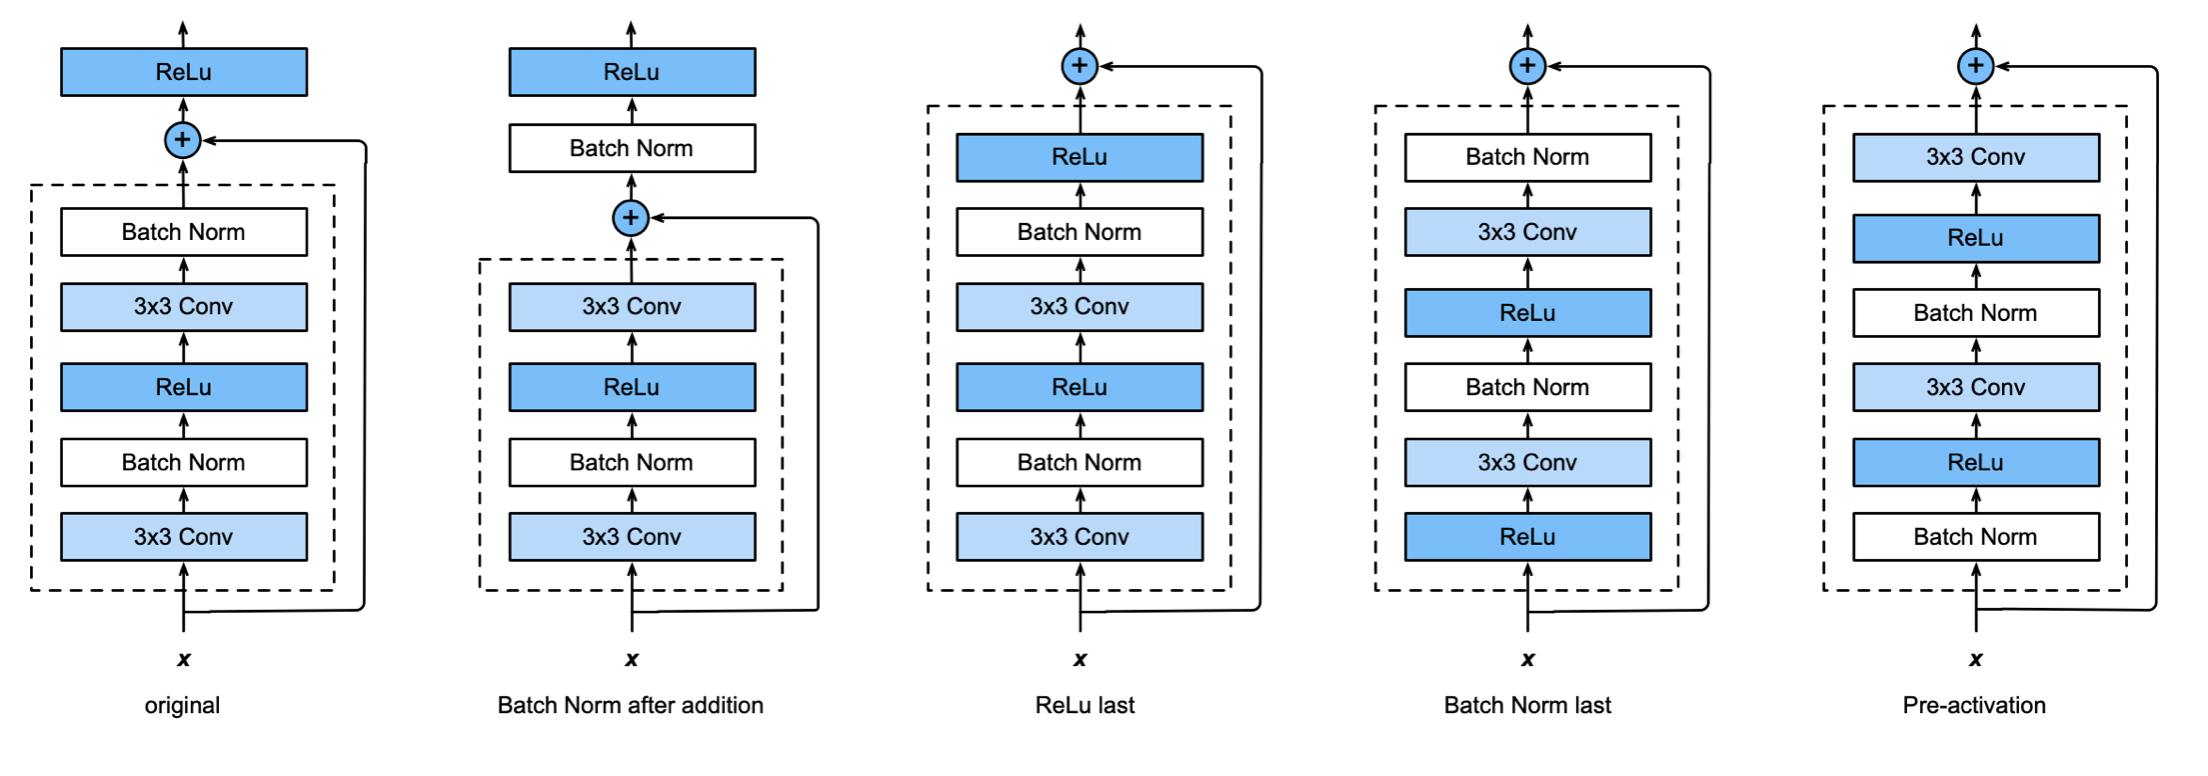 ReLu
+
Batch Norm
3x3 Conv
ReLu
Batch Norm
3x3 Conv
x
original
ReLu
Batch Norm
+
3x3 Conv
ReLu
Batch Norm
3x3 Conv
x
Batch Norm after addition
+
ReLu
Batch Norm
3x3 Conv
ReLu
Batch Norm
3x3 Conv
x
ReLu last
+
Batch Norm
3x3 Conv
ReLu
Batch Norm
3x3 Conv
ReLu
x
Batch Norm last
+
3x3 Conv
ReLu
Batch Norm
3x3 Conv
ReLu
Batch Norm
x
Pre-activation